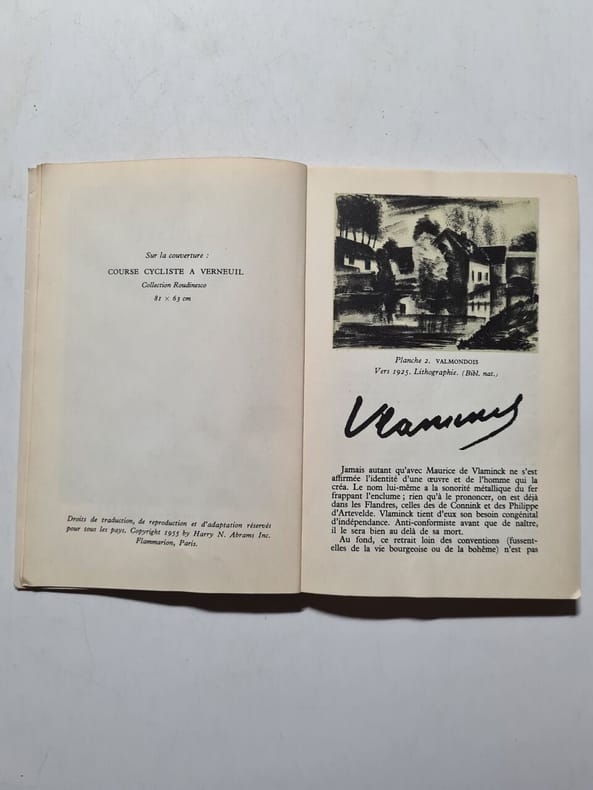 Sur la couverture :
COURSE CYCLISTE A VERNEUIL
Collection Roudinesco
81 × 63 cm
Droits de traduction, de reproduction et d'adaptation réservés
pour tous les pays. Copyright 1955 by Harry N. Abrams Inc.
Flammarion, Paris.
Planche 2. VALMONDOIS
Vers 1925. Lithographie. (Bibl. nat.)
Vlaminck
Jamais autant qu'avec Maurice de Vlaminck ne s'est
affirmée l'identité d'une œuvre et de l'homme qui la
créa. Le nom lui-même a la sonorité métallique du fer
frappant l'enclume ; rien qu'à le prononcer, on est déjà
dans les Flandres, celles des de Connink et des Philippe
d'Artevelde. Vlaminck tient d'eux son besoin congénital
d'indépendance. Anti-conformiste avant que de naître,
il le sera bien au délà de sa mort.
Au fond, ce retrait loin des conventions (fussent-
elles de la vie bourgeoise ou de la bohême) n'est pas